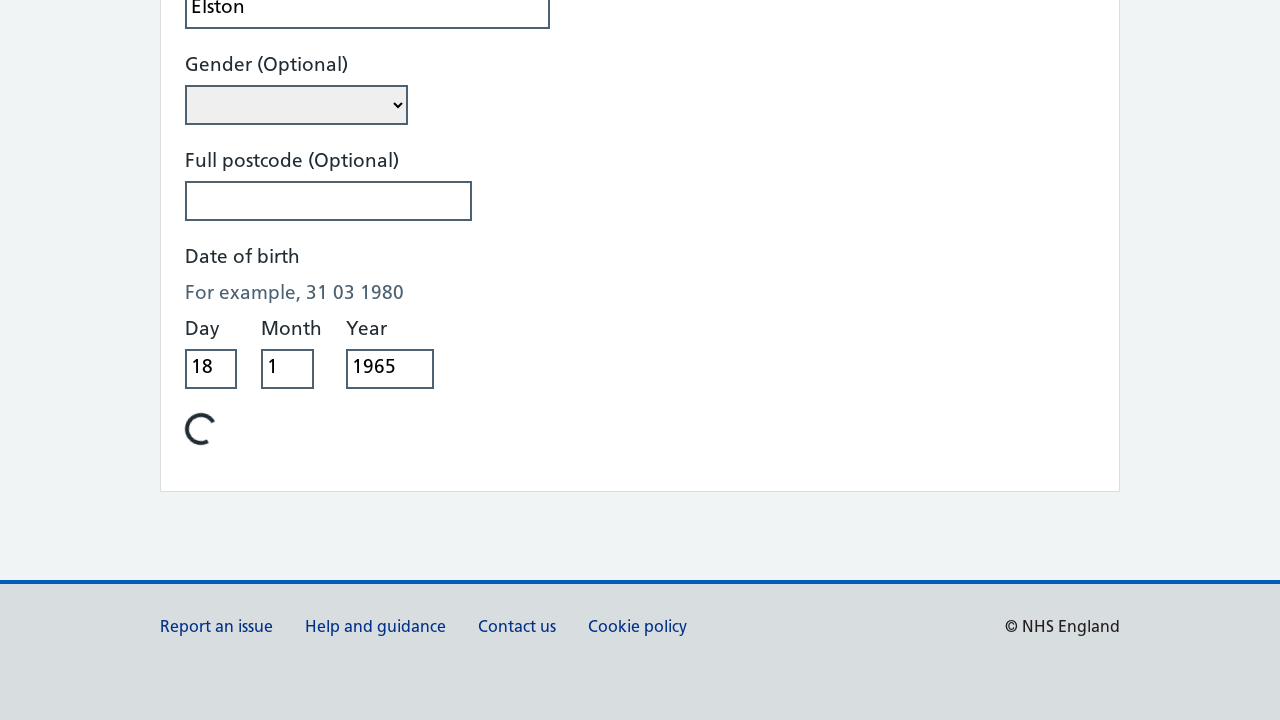 Elston
Gender (Optional)
Full postcode (Optional)
Date of birth
For example, 31 03 1980
Day Month Year
18 1 1965
Report an issue Help and guidance Contact us Cookie policy © NHS England